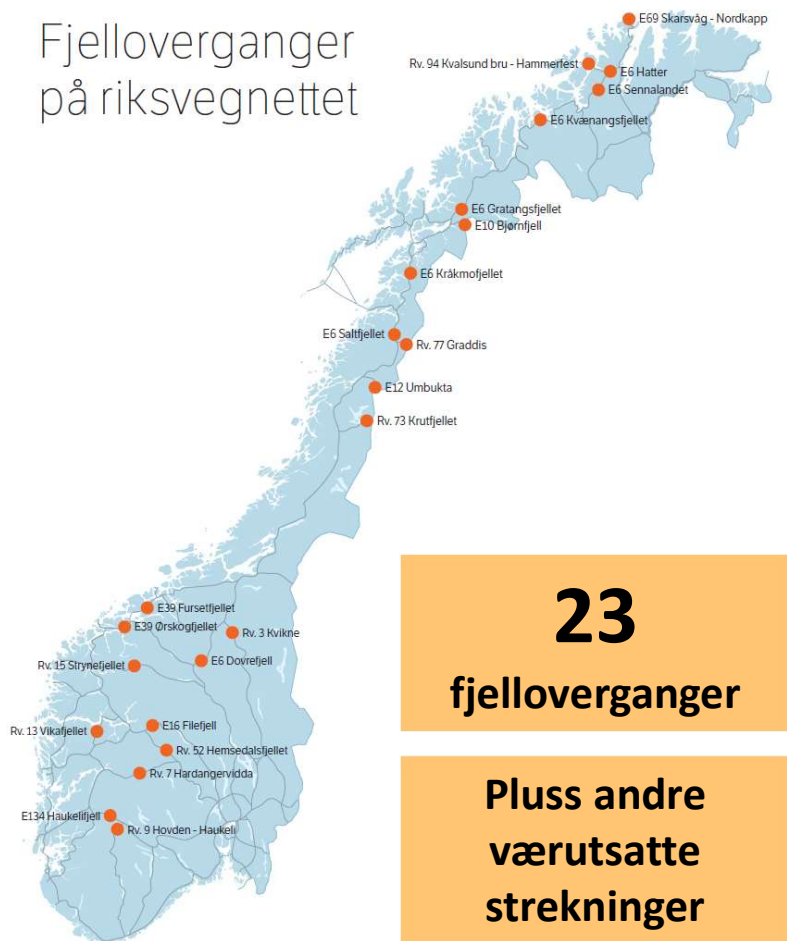 Fjelloverganger
på riksvegnettet
E69 Skarsvåg - Nordkapp
Rv. 94 Kvalsund bru - Hammerfest
E6 Hatter
E6 Sennalandet
E6 Kvænangsfjellet
E6 Gratangsfjellet
E10 Bjørnfjell
E6 Kråkmofjellet
E6 Saltfjellet
Rv. 77 Graddis
E12 Umbukta
Rv. 73 Krutfjellet
E39 Fursetfjellet
E39 Ørskogfjellet
Rv. 3 Kvikne
Rv. 15 Strynefjellet
E6 Dovrefjell
Rv. 13 Vikafjellet
E16 Filefjell
Rv. 52 Hemsedalsfjellet
Rv. 7 Hardangervidda
E134 Haukelifjell
Rv. 9 Hovden - Haukeli
23
fjelloverganger
Pluss andre
værutsatte
strekninger